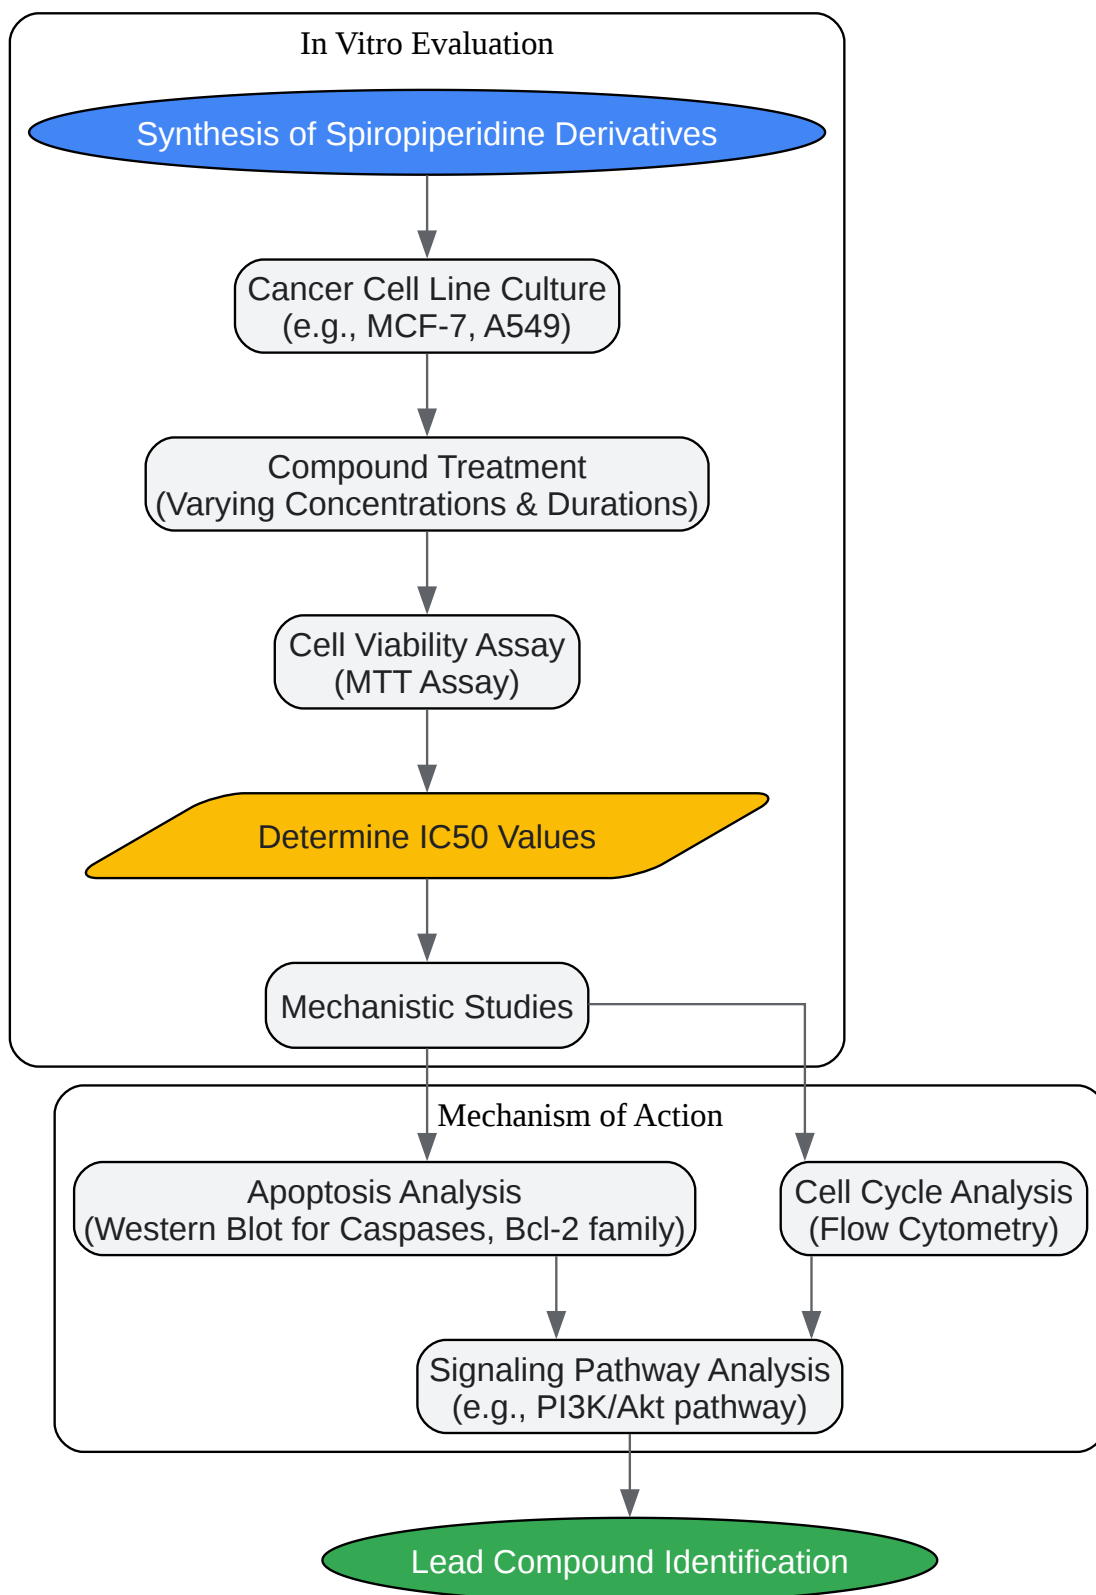 In Vitro Evaluation
Synthesis of Spiropiperidine Derivatives
Cancer Cell Line Culture
(e.g., MCF-7, A549)
Compound Treatment
(Varying Concentrations & Durations)
Cell Viability Assay
(MTT Assay)
Determine IC50 Values
Mechanistic Studies
Mechanism of Action
Apoptosis Analysis
(Western Blot for Caspases, Bcl-2 family)
Cell Cycle Analysis
(Flow Cytometry)
Signaling Pathway Analysis
(e.g., PI3K/Akt pathway)
Lead Compound Identification